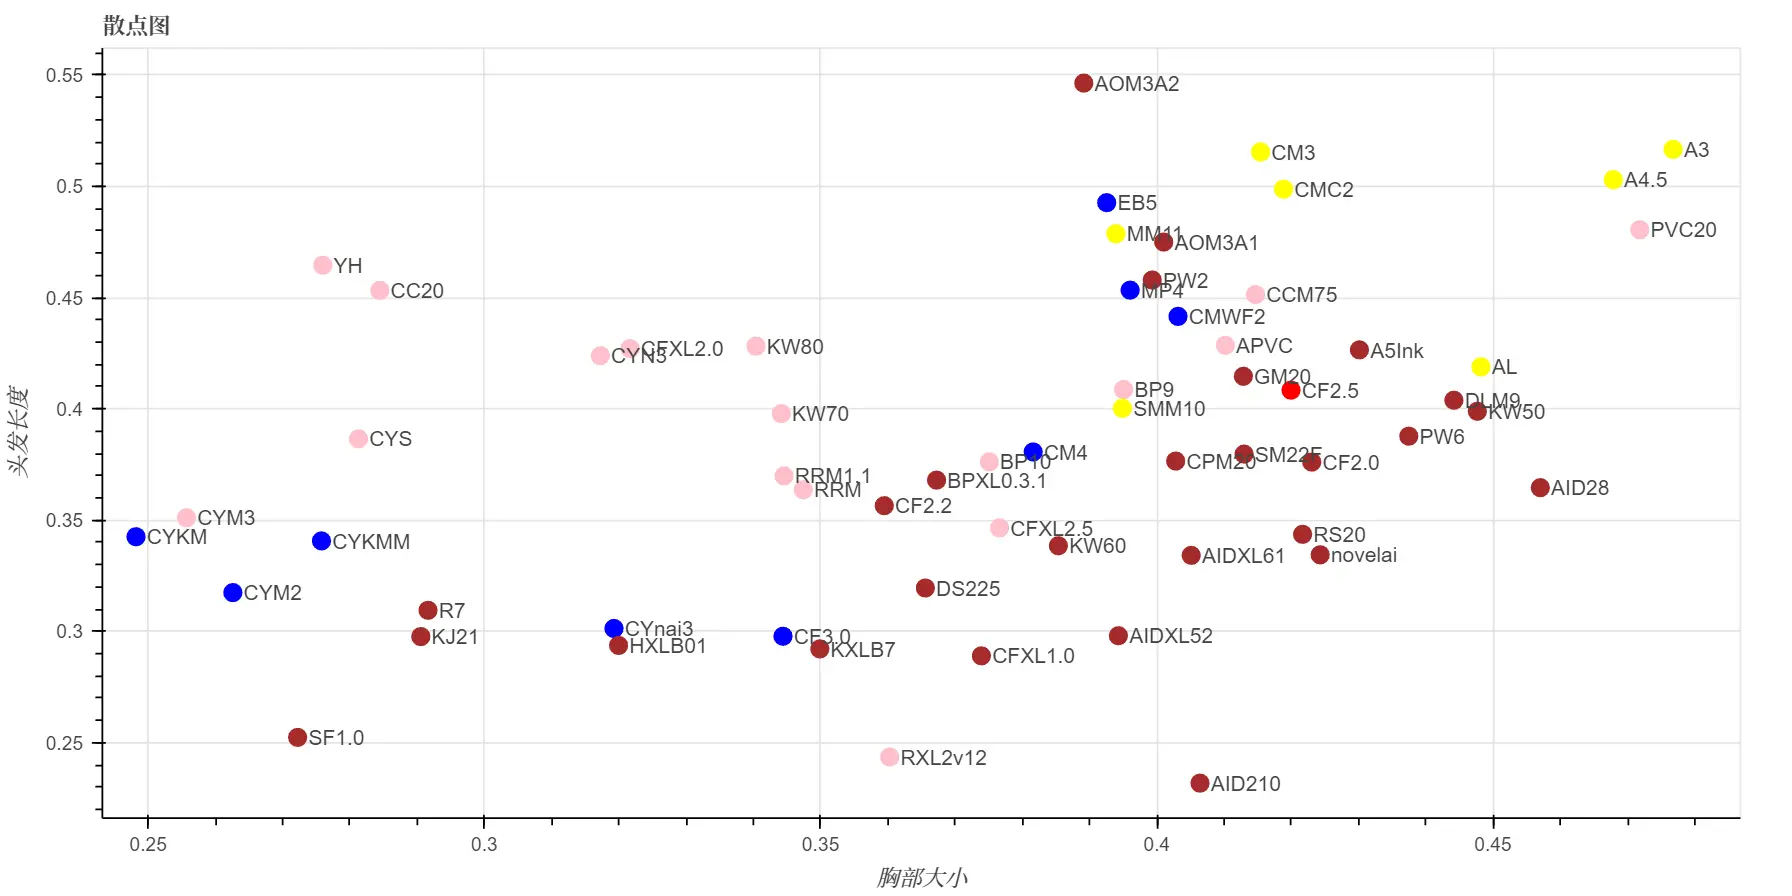 散点图
0.55
AOM3A2
CM3
A3
A4.5
0.5
CMC2
EB5
PVC20
MM11
AOM3A1
YH
PW2
CC20
MP4
CCM75
0.45
CMWF2
CFXL2.0
KW80
APVC
CYN3
A5Ink
AL
GM20
BP9
CF2.5
DLM9
0.4
SMM10
KW50
KW70
PW6
CYS
CM4
SM22F
BP10
CPM20
CF2.0
RRM1.1
BPXL0.3.1
RRM
AID28
CF2.2
CYM3
0.35
CFXL2.5
CYKM
RS20
CYKMM
KW60
AIDXL61
novelai
CYM2
DS225
R7
0.3
CYnai3
KJ21
CF3.0
AIDXL52
HXLB01
KXLB7
CFXL1.0
SF1.0
0.25
RXL2v12
AID210
0.25
0.3
0.35
0.4
0.45
胸部大小
头发长度